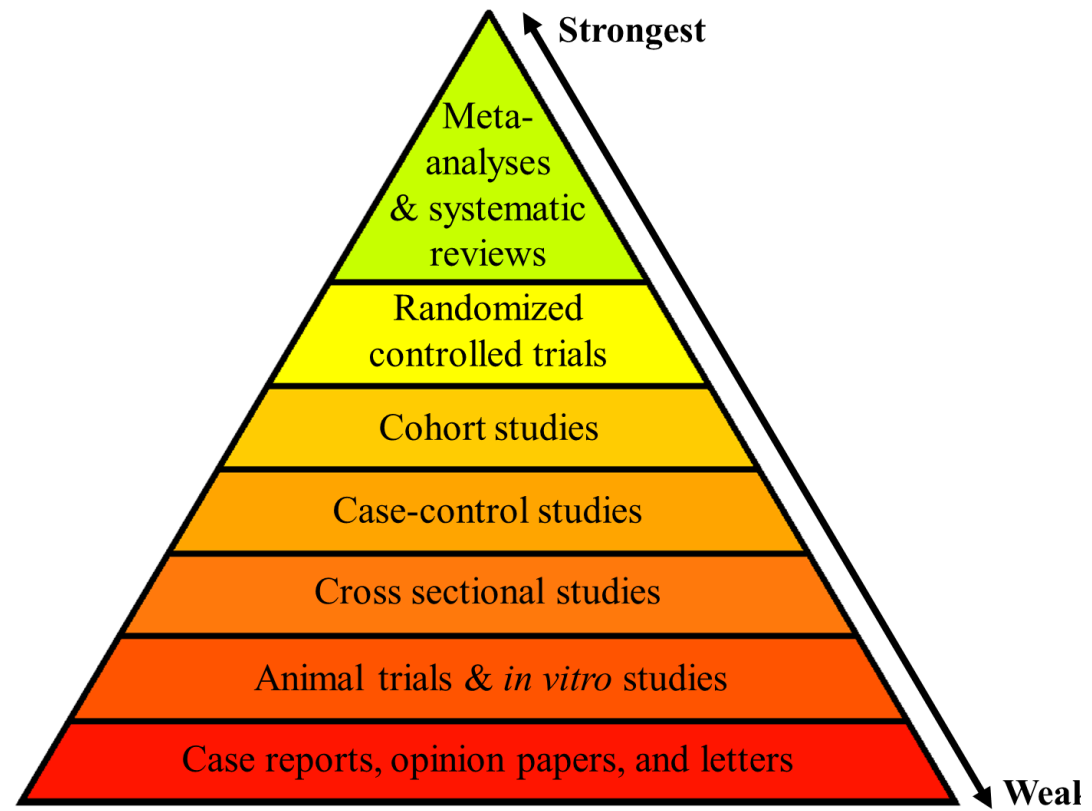 Strongest
Meta-
analyses
& systematic
reviews
Randomized
controlled trials
Cohort studies
Case-control studies
Cross sectional studies
Animal trials & in vitro studies
Case reports, opinion papers, and letters
Weak